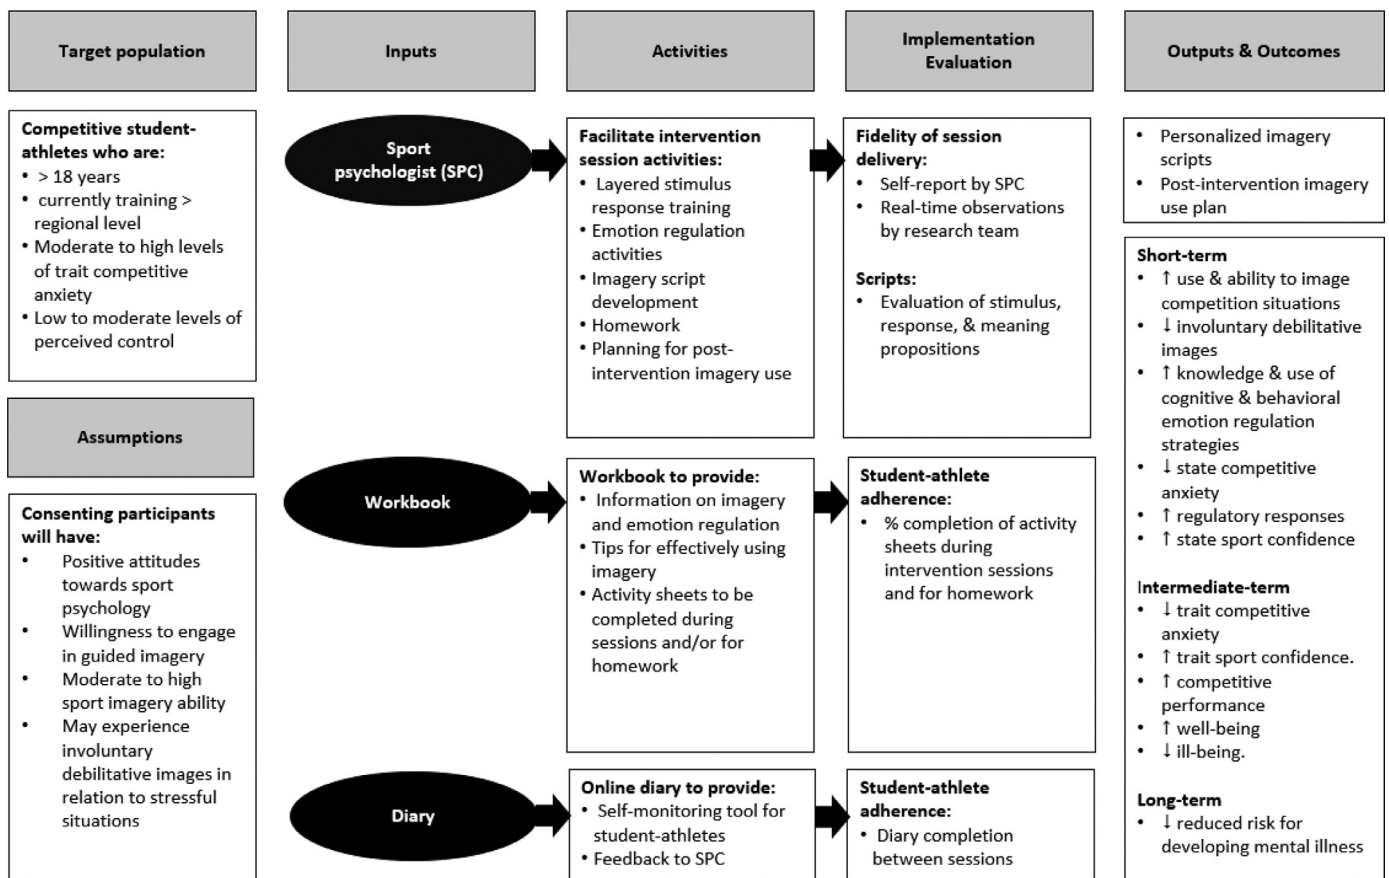 Target population
Competitive student-
athletes who are:
• > 18 years
• currently training >
regional level
• Moderate to high levels
of trait competitive
anxiety
• Low to moderate levels of
perceived control
Assumptions
Consenting participants
will have:
• Positive attitudes
towards sport
psychology
• Willingness to engage
in guided imagery
• Moderate to high
sport imagery ability
• May experience
involuntary
debilitative images in
relation to stressful
situations
Inputs
Sport
psychologist (SPC)
Workbook
Diary
Activities
Facilitate intervention
session activities:
• Layered stimulus
response training
• Emotion regulation
activities
• Imagery script
development
• Homework
• Planning for post-
intervention imagery use
Workbook to provide:
• Information on imagery
and emotion regulation
• Tips for effectively using
imagery
• Activity sheets to be
completed during
sessions and/or for
homework
Online diary to provide:
• Self-monitoring tool for
student-athletes
• Feedback to SPC
Implementation
Evaluation
Fidelity of session
delivery:
• Self-report by SPC
• Real-time observations
by research team
Scripts:
• Evaluation of stimulus,
response, & meaning
propositions
Student-athlete
adherence:
• % completion of activity
sheets during
intervention sessions
and for homework
Student-athlete
adherence:
• Diary completion
between sessions
Outputs & Outcomes
• Personalized imagery
scripts
• Post-intervention imagery
use plan
Short-term
• ↑ use & ability to image
competition situations
• ↓ involuntary debilitative
images
• ↑ knowledge & use of
cognitive & behavioral
emotion regulation
strategies
• ↓ state competitive
anxiety
• ↑ regulatory responses
• ↑ state sport confidence
Intermediate-term
• ↓ trait competitive
anxiety
• ↑ trait sport confidence.
• ↑ competitive
performance
• ↑ well-being
• ↓ ill-being.
Long-term
• ↓ reduced risk for
developing mental illness